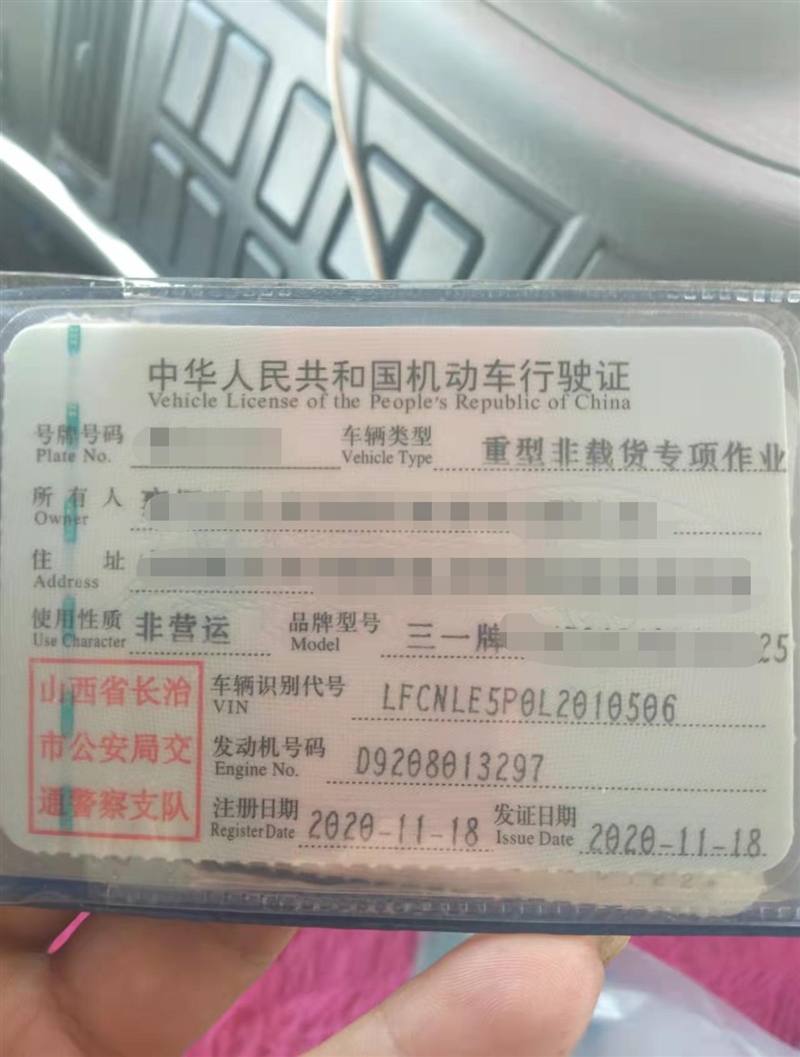 中华人民共和国机动车行驶证
Vehicle License of the People's Republic of China
号牌号码
Plate No.
车辆类型
Vehicle Type
重型非载货专项作业
所有人
Owner
住址
Address
使用性质
Use Character
非营运
品牌型号
Model
三一牌
25
山西省长治
市公安局交
通警察支队
车辆识别代号
VIN
LFCNLE5P0L2010506
发动机号码
Engine No.
D9208013297
注册日期
Register Date
2020-11-18
发证日期
Issue Date
2020-11-18